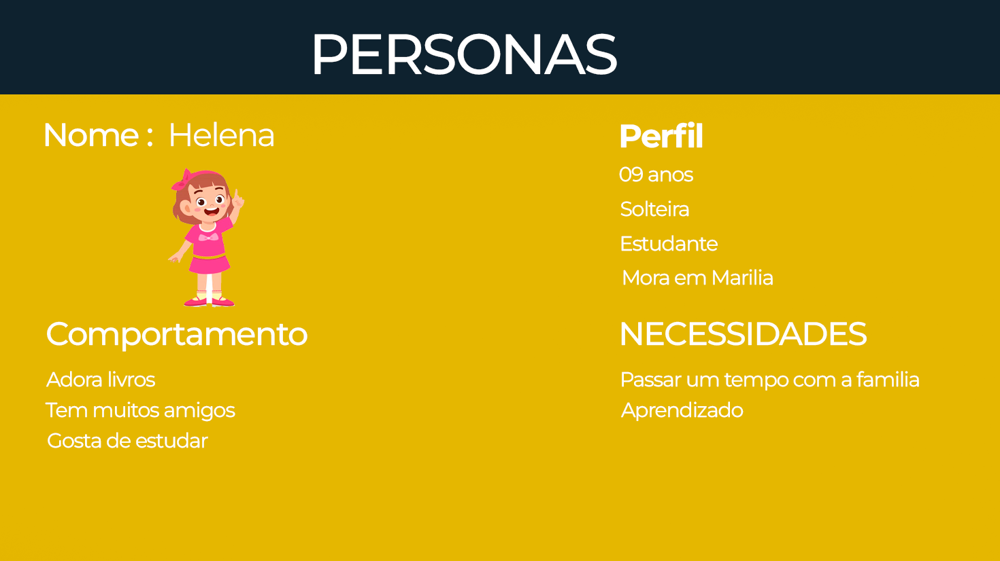 PERSONAS
Nome : Helena
Perfil
09 anos
Solteira
Estudante
Mora em Marilia
Comportamento
Adora livros
Tem muitos amigos
Gosta de estudar
NECESSIDADES
Passar um tempo com a familia
Aprendizado